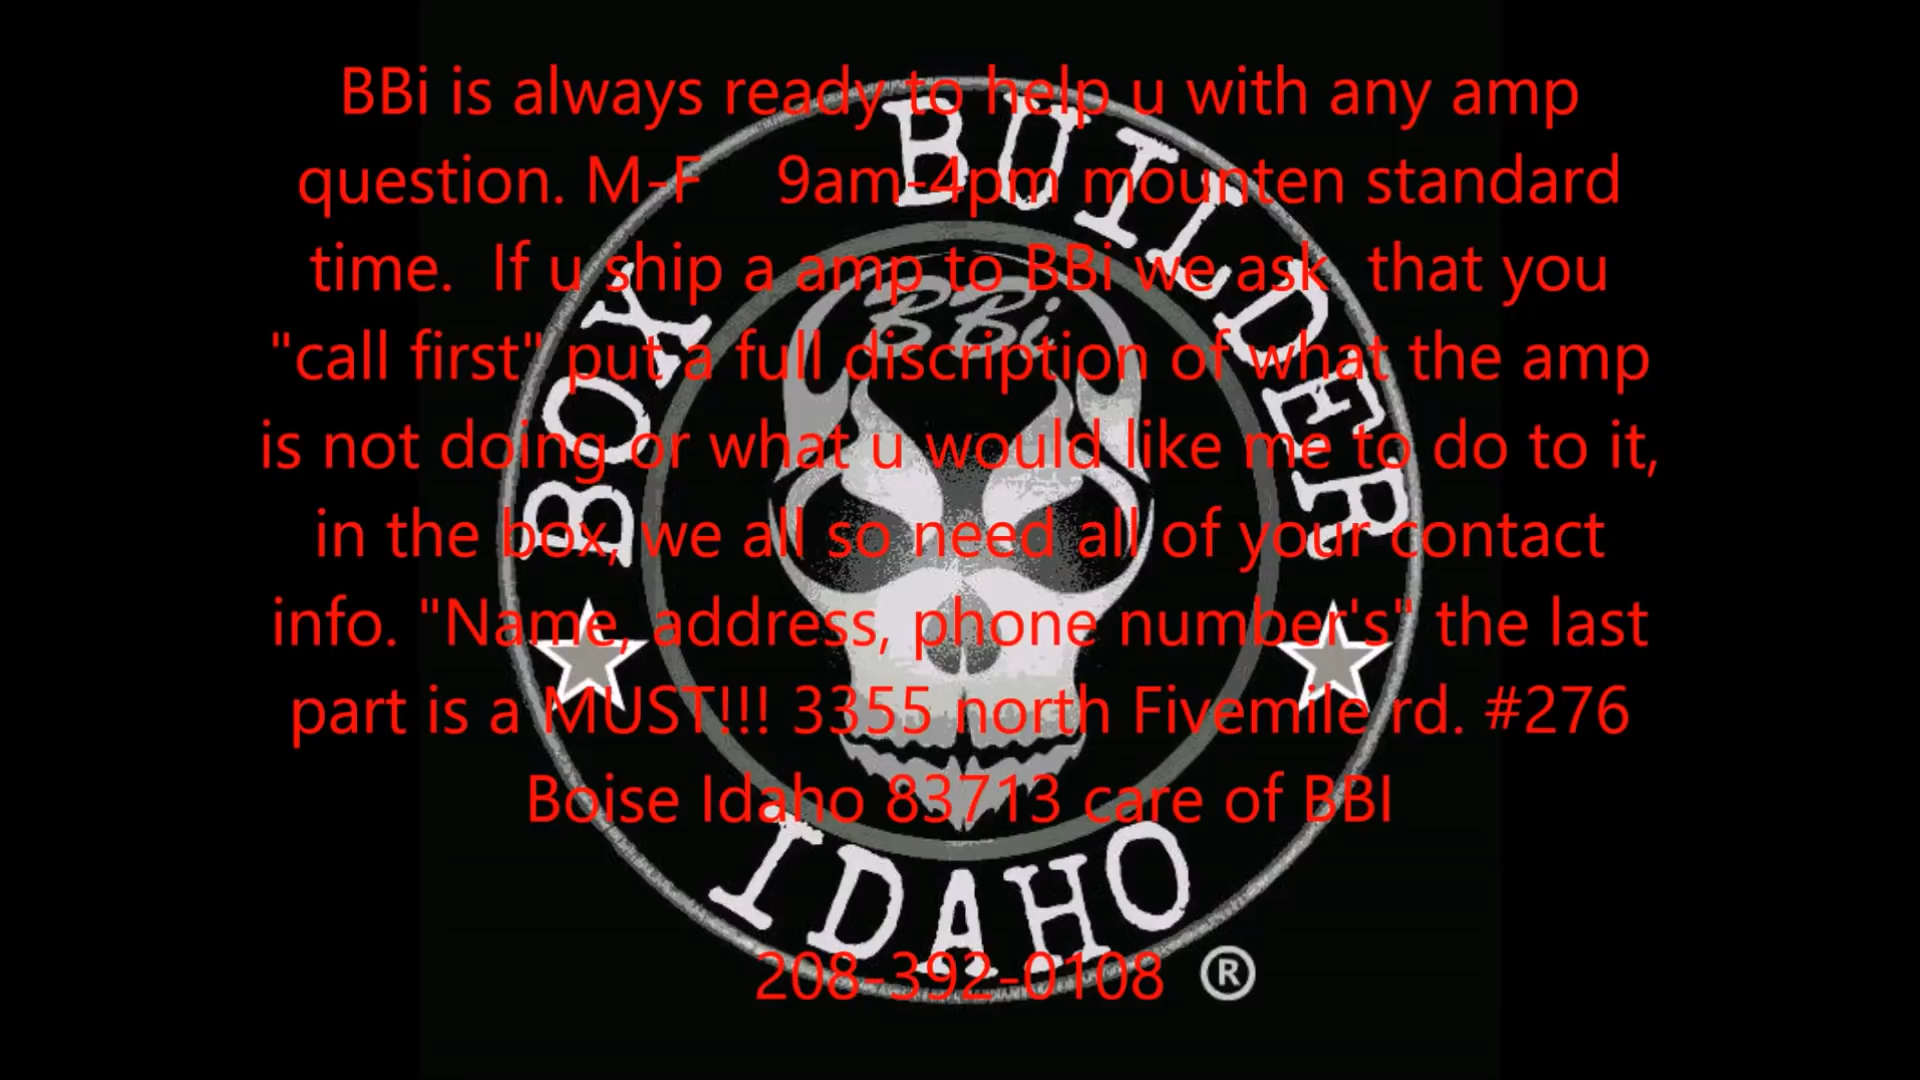 BBi is always ready to help u with any amp
question. M-F    9am-4pm mounten standard
time.  If u ship a amp to BBi we ask  that you
"call first" put a full discription of what the amp
is not doing or what u would like me to do to it,
in the box, we all so need all of your contact
info. "Name, address, phone number's"  the last
part is a MUST!!! 3355 north Fivemile rd. #276
Boise Idaho 83713 care of BBI
208-392-0108
BOX BUILDER
BBi
IDAHO
®